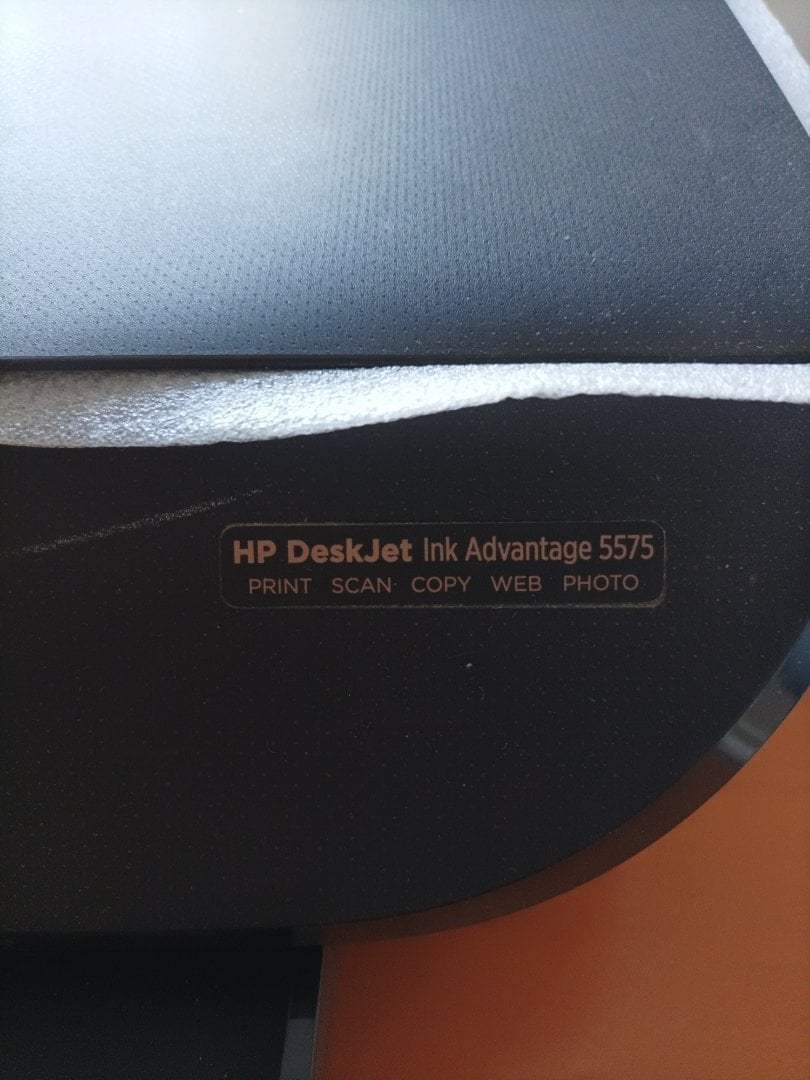 HP DeskJet Ink Advantage 5575
PRINT SCAN COPY WEB PHOTO